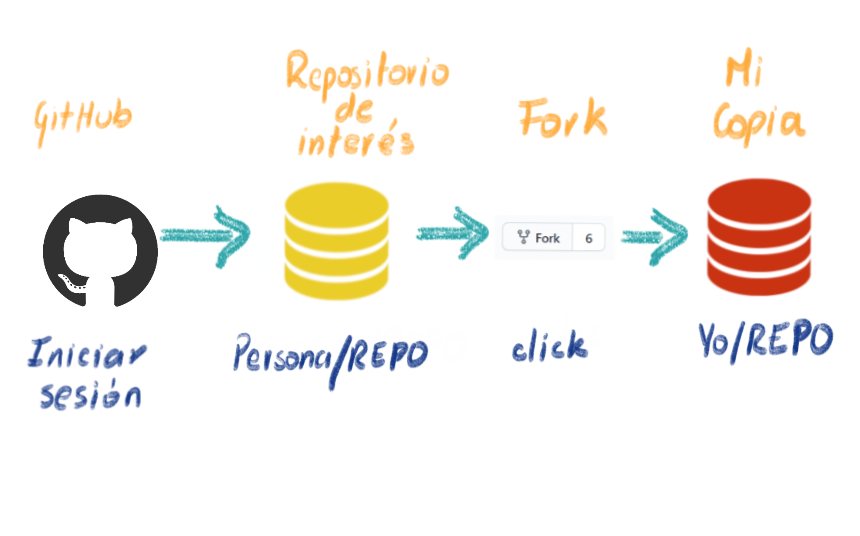 GitHub
Iniciar
sesión
Repositorio
de
interés
Persona/REPO
Fork
Fork 6
click
Mi
Copia
Yo/REPO